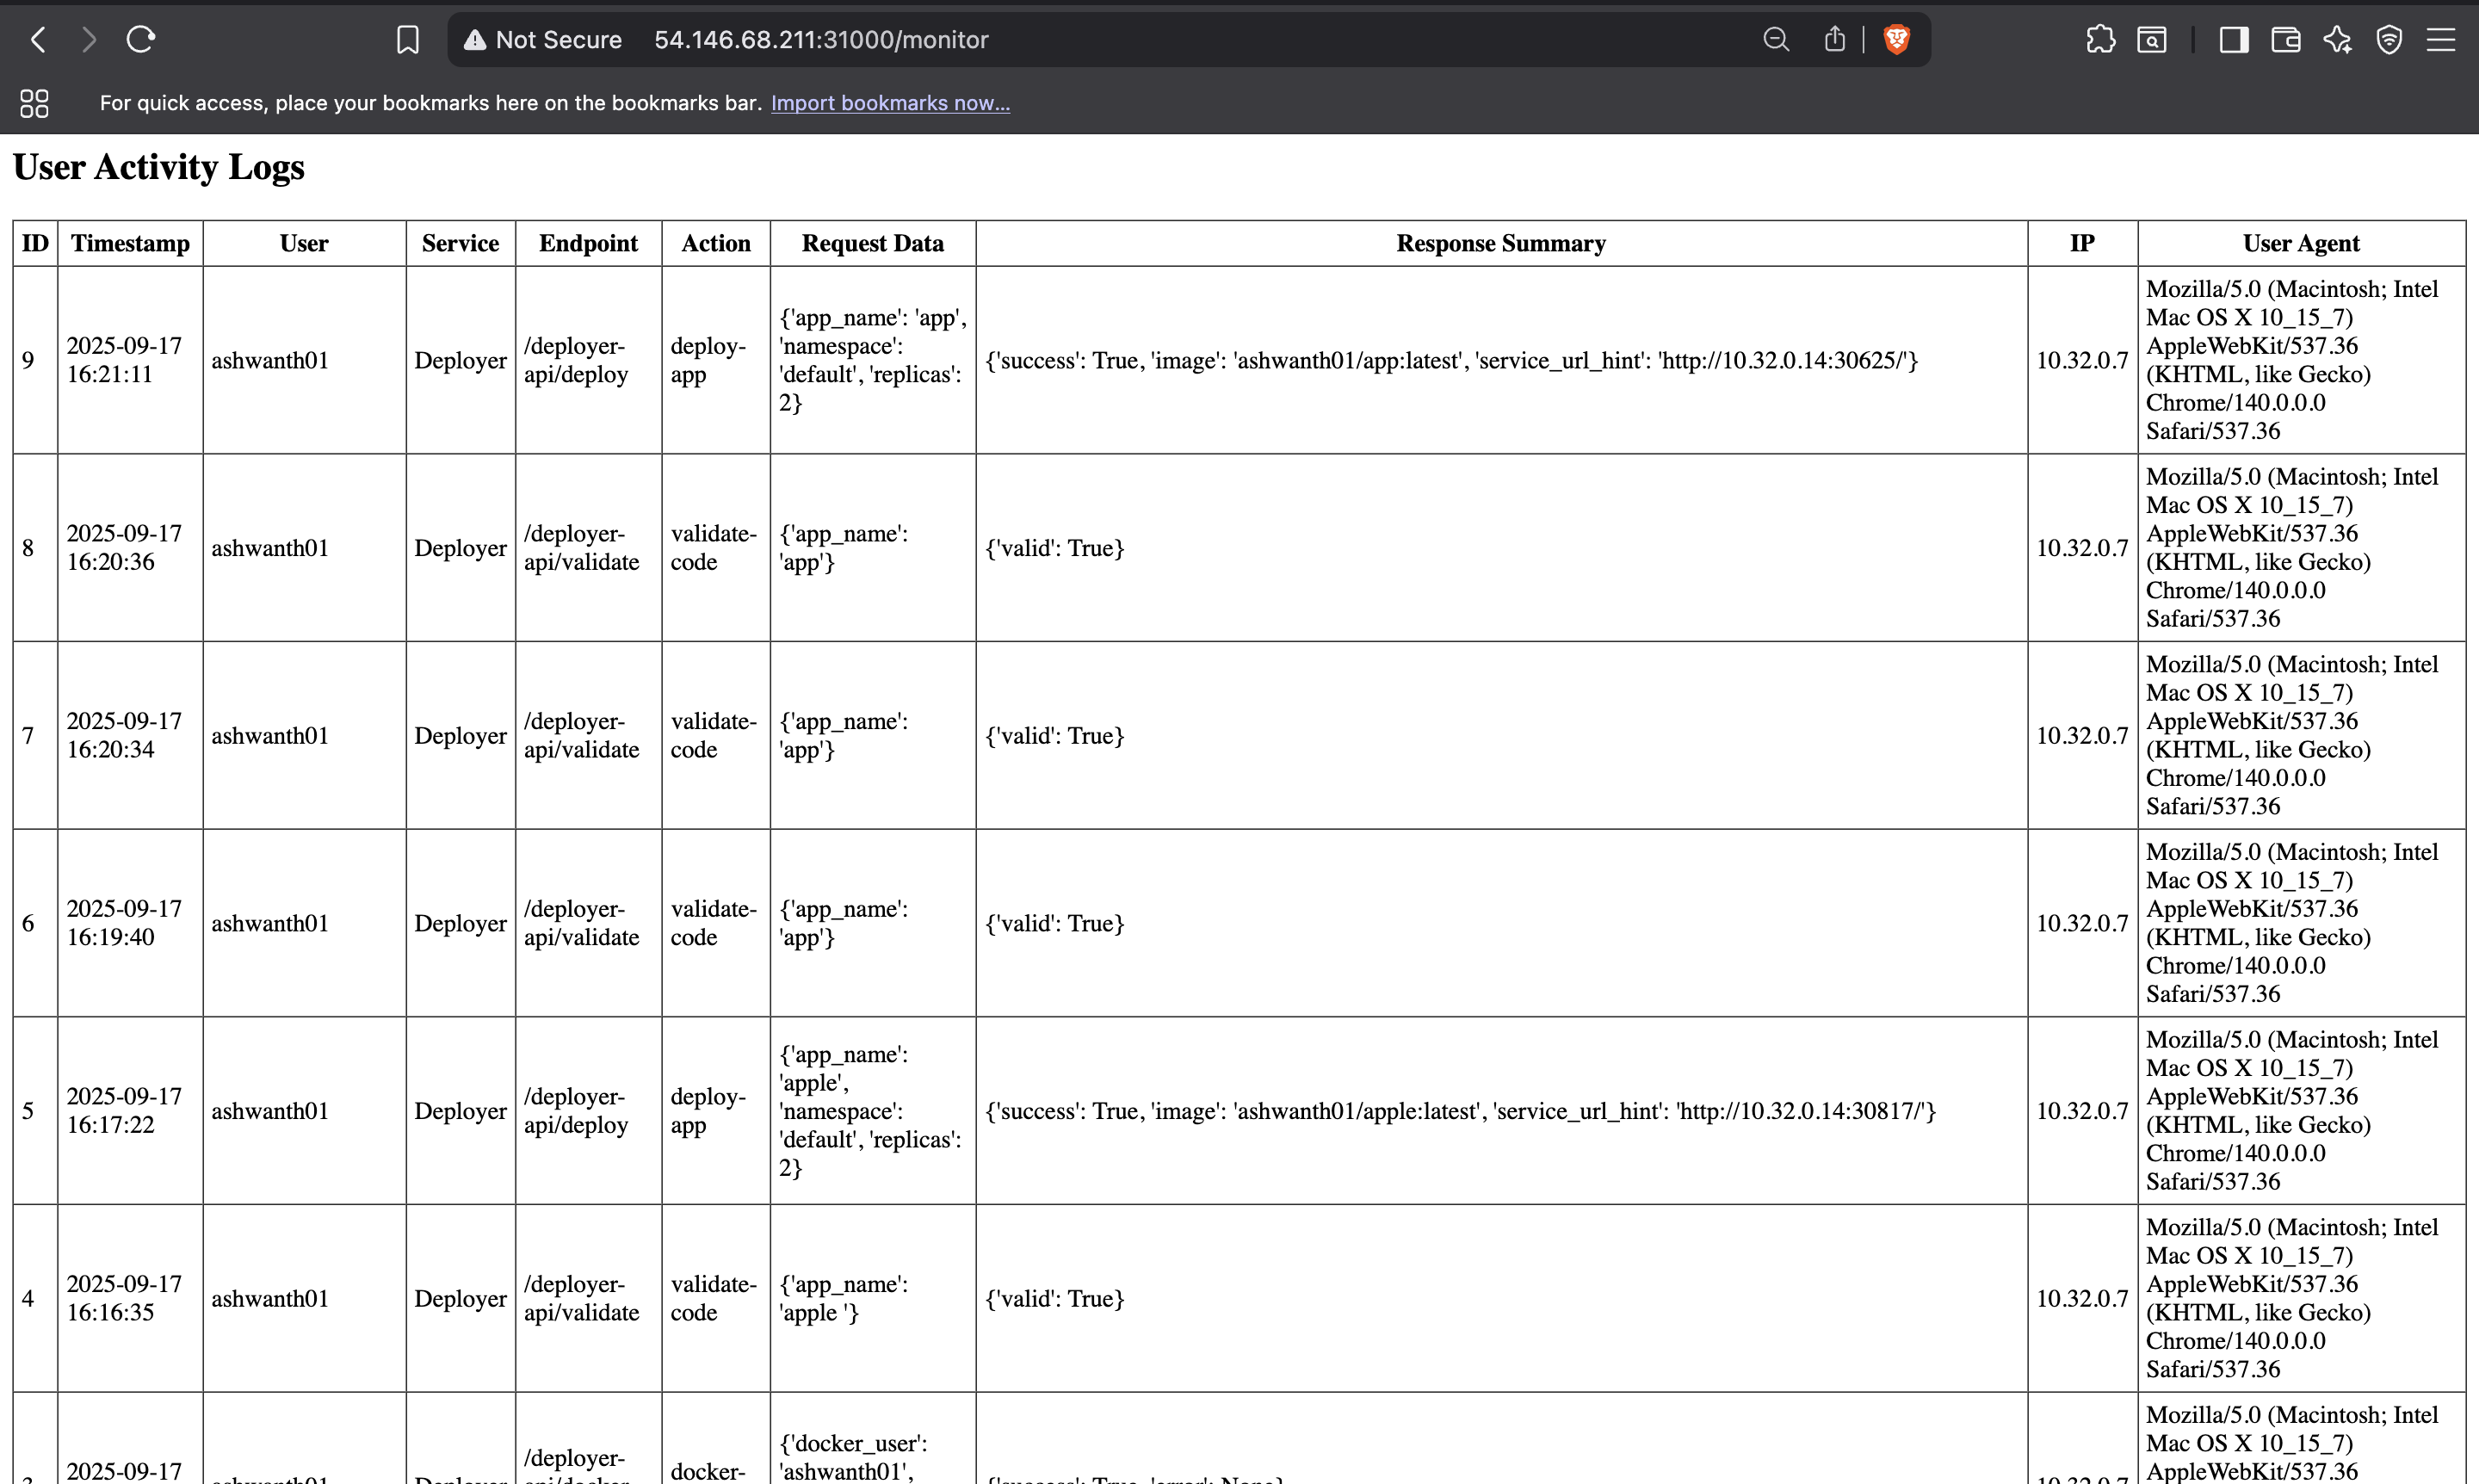 Not Secure 54.146.68.211:31000/monitor
For quick access, place your bookmarks here on the bookmarks bar. Import bookmarks now...
User Activity Logs
ID Timestamp User Service Endpoint Action Request Data Response Summary IP User Agent
9
2025-09-17
16:21:11
ashwanth01
Deployer
/deployer-
api/deploy
deploy-
app
{'app_name': 'app',
'namespace':
'default', 'replicas':
2}
{'success': True, 'image': 'ashwanth01/app:latest', 'service_url_hint': 'http://10.32.0.14:30625/'}
10.32.0.7
Mozilla/5.0 (Macintosh; Intel
Mac OS X 10_15_7)
AppleWebKit/537.36
(KHTML, like Gecko)
Chrome/140.0.0.0
Safari/537.36
8
2025-09-17
16:20:36
ashwanth01
Deployer
/deployer-
api/validate
validate-
code
{'app_name':
'app'}
{'valid': True}
10.32.0.7
Mozilla/5.0 (Macintosh; Intel
Mac OS X 10_15_7)
AppleWebKit/537.36
(KHTML, like Gecko)
Chrome/140.0.0.0
Safari/537.36
7
2025-09-17
16:20:34
ashwanth01
Deployer
/deployer-
api/validate
validate-
code
{'app_name':
'app'}
{'valid': True}
10.32.0.7
Mozilla/5.0 (Macintosh; Intel
Mac OS X 10_15_7)
AppleWebKit/537.36
(KHTML, like Gecko)
Chrome/140.0.0.0
Safari/537.36
6
2025-09-17
16:19:40
ashwanth01
Deployer
/deployer-
api/validate
validate-
code
{'app_name':
'app'}
{'valid': True}
10.32.0.7
Mozilla/5.0 (Macintosh; Intel
Mac OS X 10_15_7)
AppleWebKit/537.36
(KHTML, like Gecko)
Chrome/140.0.0.0
Safari/537.36
5
2025-09-17
16:17:22
ashwanth01
Deployer
/deployer-
api/deploy
deploy-
app
{'app_name':
'apple',
'namespace':
'default', 'replicas':
2}
{'success': True, 'image': 'ashwanth01/apple:latest', 'service_url_hint': 'http://10.32.0.14:30817/'}
10.32.0.7
Mozilla/5.0 (Macintosh; Intel
Mac OS X 10_15_7)
AppleWebKit/537.36
(KHTML, like Gecko)
Chrome/140.0.0.0
Safari/537.36
4
2025-09-17
16:16:35
ashwanth01
Deployer
/deployer-
api/validate
validate-
code
{'app_name':
'apple '}
{'valid': True}
10.32.0.7
Mozilla/5.0 (Macintosh; Intel
Mac OS X 10_15_7)
AppleWebKit/537.36
(KHTML, like Gecko)
Chrome/140.0.0.0
Safari/537.36
2025-09-17
/deployer-
docker-
{'docker_user':
'ashwanth01',
Mozilla/5.0 (Macintosh; Intel
Mac OS X 10_15_7)
AppleWebKit/537.36